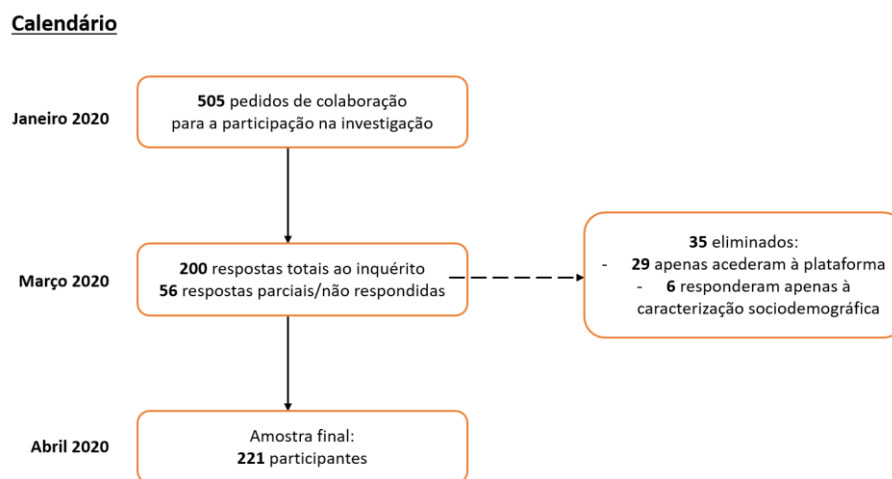 Calendário
Janeiro 2020
505 pedidos de colaboração
para a participação na investigação
Março 2020
200 respostas totais ao inquérito
56 respostas parciais/não respondidas
35 eliminados:
- 29 apenas acederam à plataforma
- 6 responderam apenas à
caracterização sociodemográfica
Abril 2020
Amostra final:
221 participantes